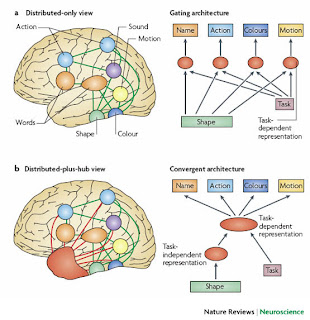 a Distributed-only view
Gating architecture
Action
Sound
Motion
Words
Shape
Colour
Name
Action
Colours
Motion
Task
Shape
Task-
dependent
representation
b Distributed-plus-hub view
Convergent architecture
Name
Action
Colours
Motion
Task-
dependent
representation
Task-
independent
representation
Task
Shape
Nature Reviews | Neuroscience